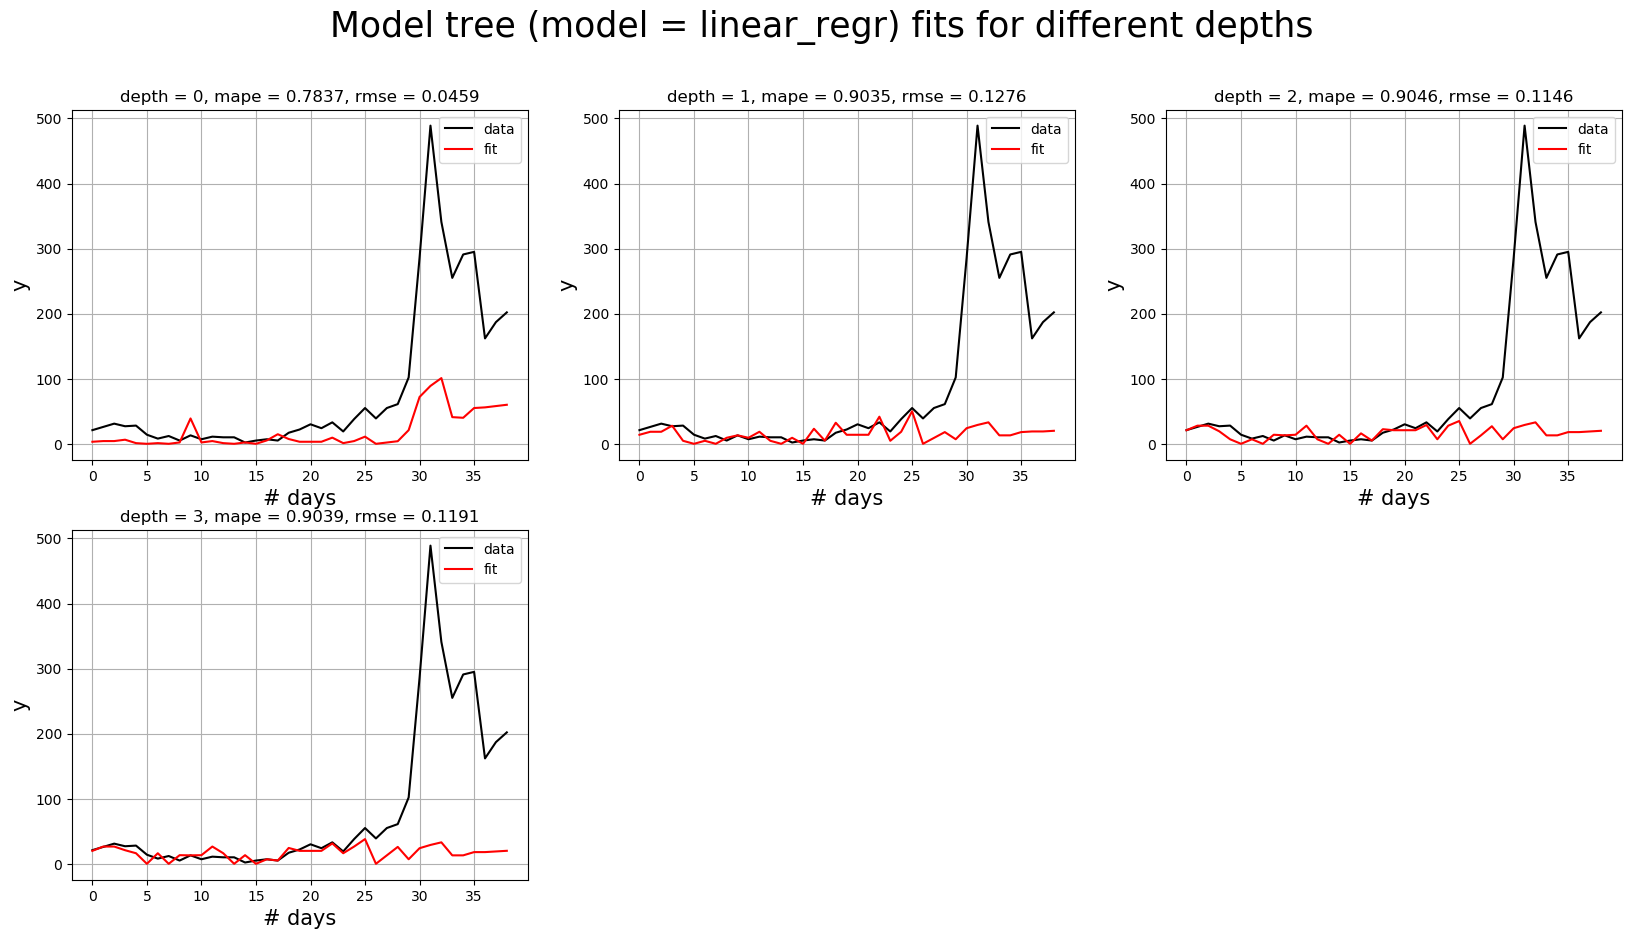 Model tree (model = linear_regr) fits for different depths
depth = 0, mape = 0.7837, rmse = 0.0459
500
400
300
200
100
0
y
data
fit
0 5 10 15 20 25 30 35
# days
depth = 1, mape = 0.9035, rmse = 0.1276
500
400
300
200
100
0
y
data
fit
0 5 10 15 20 25 30 35
# days
depth = 2, mape = 0.9046, rmse = 0.1146
500
400
300
200
100
0
y
data
fit
0 5 10 15 20 25 30 35
# days
depth = 3, mape = 0.9039, rmse = 0.1191
500
400
300
200
100
0
y
data
fit
0 5 10 15 20 25 30 35
# days